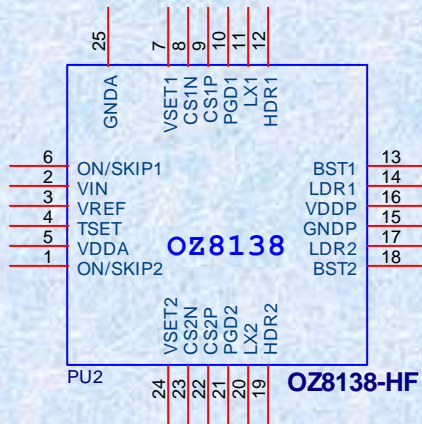 25 7 8 9 10 11 12
GNDA VSET1 CS1N CS1P PGD1 LX1 HDR1
6 ON/SKIP1 BST1 13
2 VIN LDR1 14
3 VREF VDDP 16
4 TSET GNDP 15
5 VDDA LDR2 17
1 ON/SKIP2 BST2 18
OZ8138
VSET2 CS2N CS2P PGD2 LX2 HDR2
PU2 OZ8138-HF
24 23 22 21 20 19